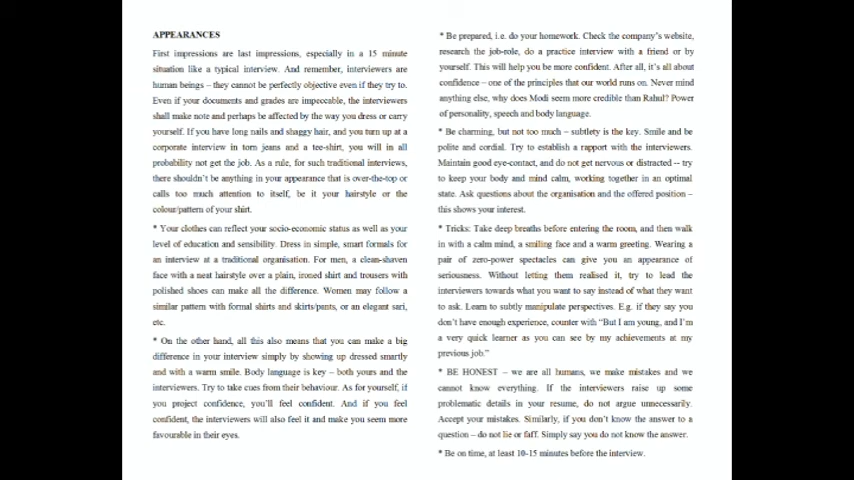 APPEARANCES
First impressions are last impressions, especially in a 15 minute
situation like a typical interview. And remember, interviewers are
human beings – they cannot be perfectly objective even if they try to.
Even if your documents and grades are impeccable, the interviewers
shall make note and perhaps be affected by the way you dress or carry
yourself. If you have long nails and shaggy hair, and you turn up at a
corporate interview in torn jeans and a tee-shirt, you will in all
probability not get the job. As a rule, for such traditional interviews,
there shouldn't be anything in your appearance that is over-the-top or
calls too much attention to itself, be it your hairstyle or the
colour/pattern of your shirt.
* Your clothes can reflect your socio-economic status as well as your
level of education and sensibility. Dress in simple, smart formals for
an interview at a traditional organisation. For men, a clean-shaven
face with a neat hairstyle over a plain, ironed shirt and trousers with
polished shoes can make all the difference. Women may follow a
similar pattern with formal shirts and skirts/pants, or an elegant sari,
etc.
* On the other hand, all this also means that you can make a big
difference in your interview simply by showing up dressed smartly
and with a warm smile. Body language is key – both yours and the
interviewers. Try to take cues from their behaviour. As for yourself, if
you project confidence, you'll feel confident. And if you feel
confident, the interviewers will also feel it and make you seem more
favourable in their eyes.
* Be prepared, i.e. do your homework. Check the company's website,
research the job-role, do a practice interview with a friend or by
yourself. This will help you be more confident. After all, it's all about
confidence – one of the principles that our world runs on. Never mind
anything else, why does Modi seem more credible than Rahul? Power
of personality, speech and body language.
* Be charming, but not too much – subtlety is the key. Smile and be
polite and cordial. Try to establish a rapport with the interviewers.
Maintain good eye-contact, and do not get nervous or distracted -- try
to keep your body and mind calm, working together in an optimal
state. Ask questions about the organisation and the offered position –
this shows your interest.
* Tricks: Take deep breaths before entering the room, and then walk
in with a calm mind, a smiling face and a warm greeting. Wearing a
pair of zero-power spectacles can give you an appearance of
seriousness. Without letting them realised it, try to lead the
interviewers towards what you want to say instead of what they want
to ask. Learn to subtly manipulate perspectives. E.g. if they say you
don't have enough experience, counter with "But I am young, and I'm
a very quick learner as you can see by my achievements at my
previous job."
* BE HONEST – we are all humans, we make mistakes and we
cannot know everything. If the interviewers raise up some
problematic details in your resume, do not argue unnecessarily.
Accept your mistakes. Similarly, if you don't know the answer to a
question – do not lie or faff. Simply say you do not know the answer.
* Be on time, at least 10-15 minutes before the interview.